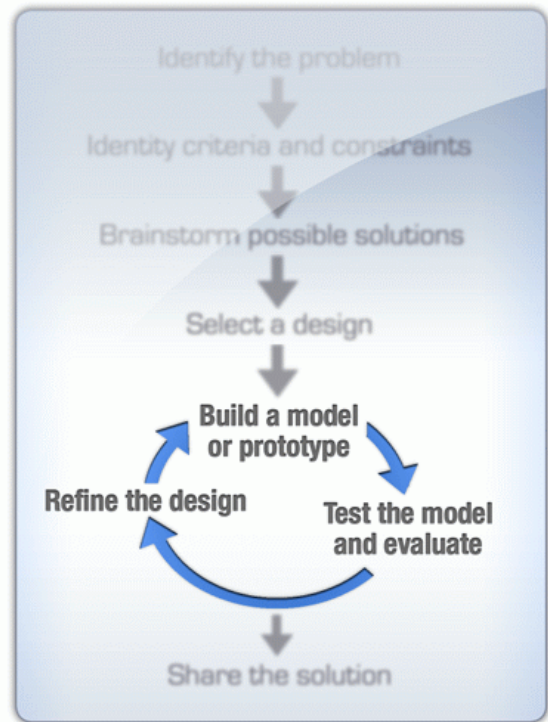 Identify the problem
Identity criteria and constraints
Brainstorm possible solutions
Select a design
Build a model
or prototype
Refine the design
Test the model
and evaluate
Share the solution